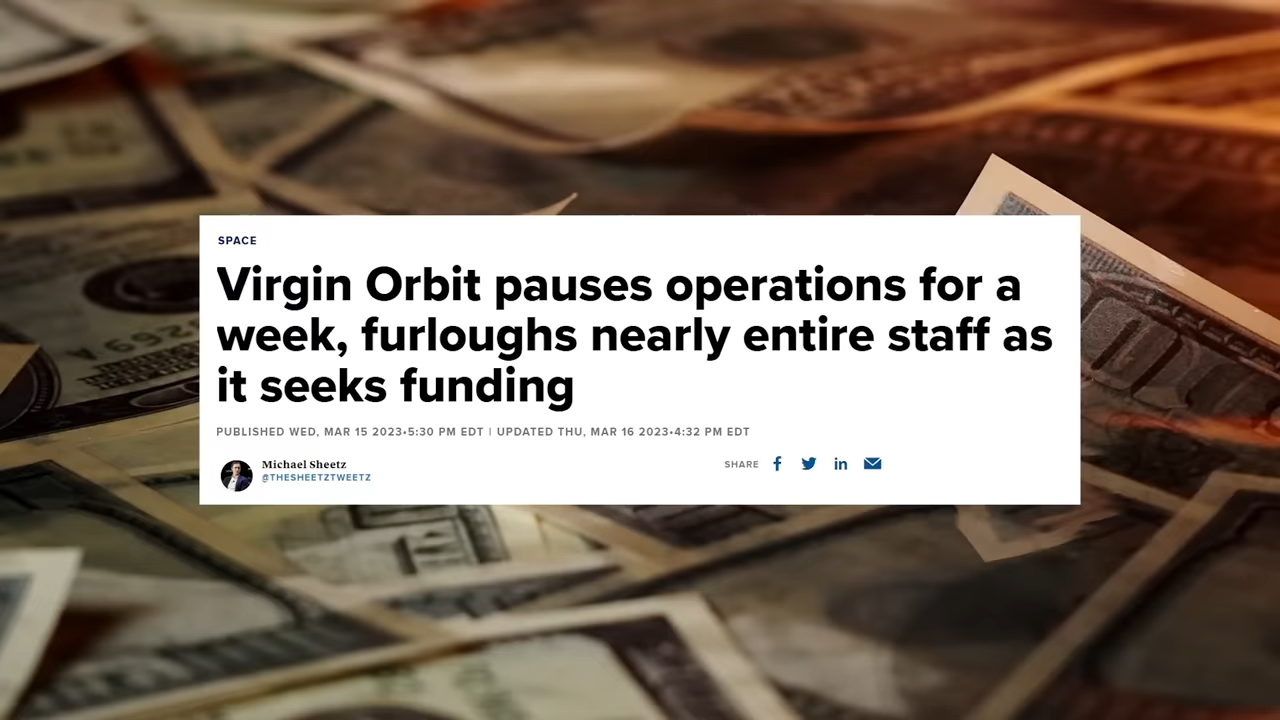 SPACE
Virgin Orbit pauses operations for a
week, furloughs nearly entire staff as
it seeks funding
PUBLISHED WED, MAR 15 2023•5:30 PM EDT | UPDATED THU, MAR 16 2023•4:32 PM EDT
Michael Sheetz
@THESHEETZTWEETZ
SHARE